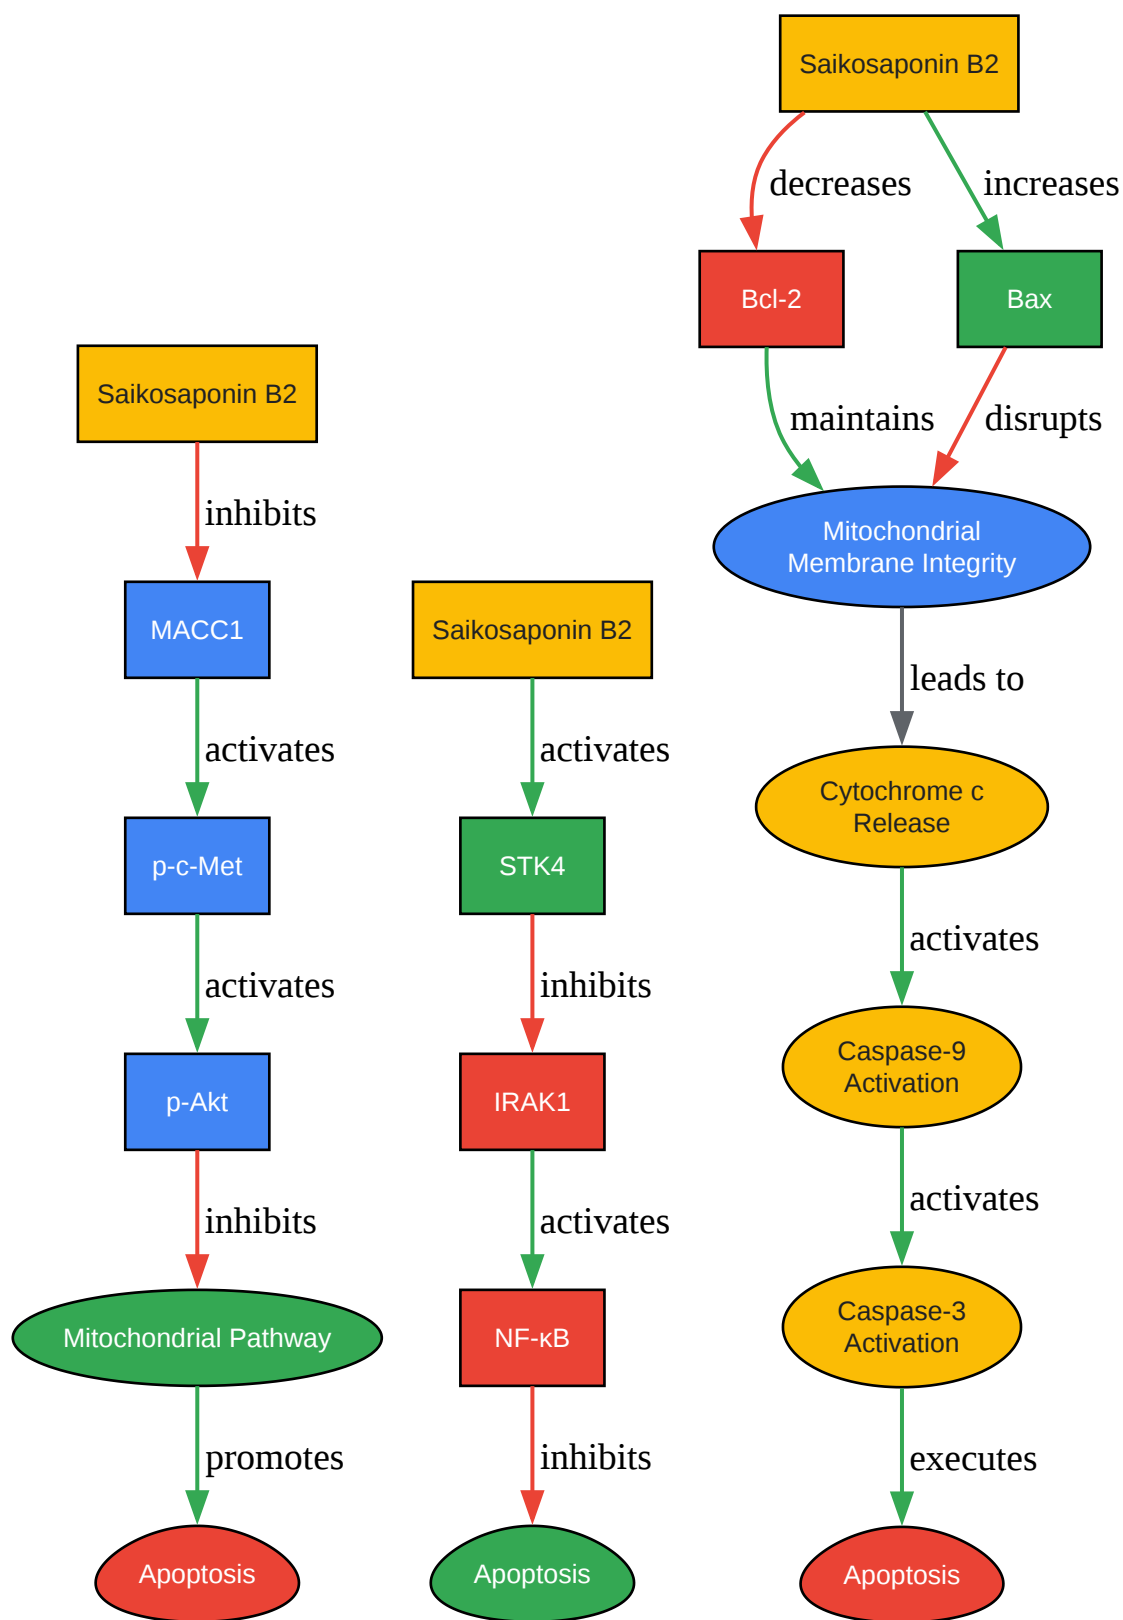 Saikosaponin B2
inhibits
MACC1
activates
p-c-Met
activates
p-Akt
inhibits
Mitochondrial Pathway
promotes
Apoptosis
Saikosaponin B2
activates
STK4
inhibits
IRAK1
activates
NF-κB
inhibits
Apoptosis
Saikosaponin B2
decreases
increases
Bcl-2
Bax
maintains
disrupts
Mitochondrial
Membrane Integrity
leads to
Cytochrome c
Release
activates
Caspase-9
Activation
activates
Caspase-3
Activation
executes
Apoptosis